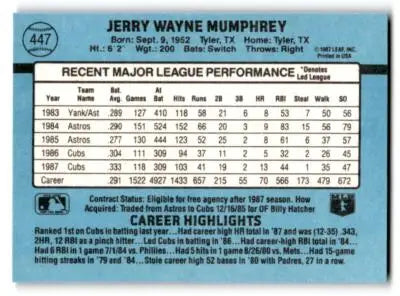 447
JERRY WAYNE MUMPHREY
Born: Sept. 9, 1952 Tyler, TX Home: Tyler, TX
Ht.: 6'2" Wgt.: 200 Bats: Switch Throws: Right
©1987 LEAF, INC.
Printed in USA
RECENT MAJOR LEAGUE PERFORMANCE *Denotes Led League
Year Team Name Bat. Avg. Games At Bat Hits Runs 2B 3B HR RBI Steal Walk SO
1983 Yank/Ast .289 127 410 118 58 21 6 8 53 7 50 56
1984 Astros .290 151 524 152 66 20 3 9 83 15 56 79
1985 Astros .277 130 444 123 52 25 2 8 61 6 37 57
1986 Cubs .304 111 309 94 37 11 2 5 32 2 26 45
1987 Cubs .333 118 309 103 41 19 2 13 44 1 35 47
Career .291 1522 4927 1433 657 215 55 70 566 173 479 672
Contract Status: Eligible for free agency after 1987 season. How
Acquired: Traded from Astros to Cubs 12/16/85 for OF Billy Hatcher
CAREER HIGHLIGHTS
Ranked 1st on Cubs in batting last year...Had career high HR total in '87 and was (12-35) .343,
2HR, 12 RBI as a pinch hitter...Led Cubs in batting in '86...Had career-high RBI total in '84...
Had 6 RBI in 1 game 7/1/84 vs. Phillies...Had 5 hits in 1 game 8/26/80 vs. Mets...Had 15-game
hitting streaks in '79 and '84...Stole career high 52 bases in '80 with Padres, 27 in a row.